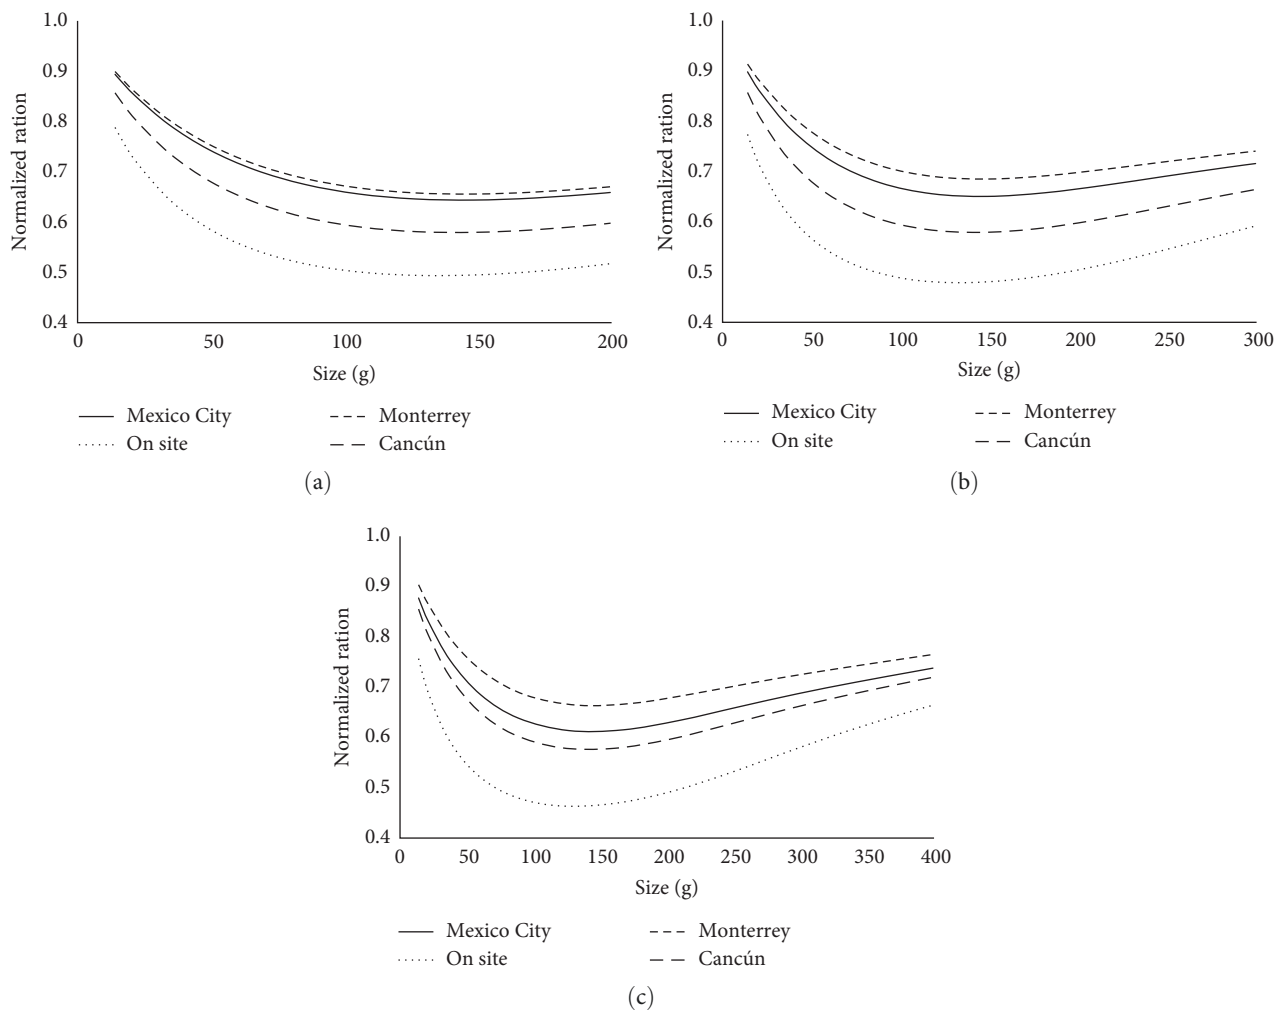 1.0
0.9
0.8
0.7
0.6
0.5
0.4
Normalized ration
0 50 100 150 200
Size (g)
Mexico City Monterrey
On site Cancún
(a)
1.0
0.9
0.8
0.7
0.6
0.5
0.4
Normalized ration
0 50 100 150 200 250 300
Size (g)
Mexico City Monterrey
On site Cancún
(b)
1.0
0.9
0.8
0.7
0.6
0.5
0.4
Normalized ration
0 50 100 150 200 250 300 350 400
Size (g)
Mexico City Monterrey
On site Cancún
(c)